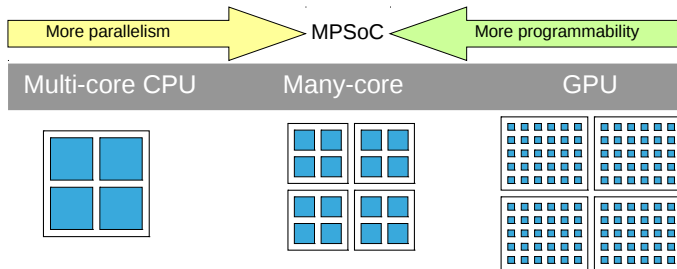 More parallelism MPSoC More programmability
Multi-core CPU Many-core GPU